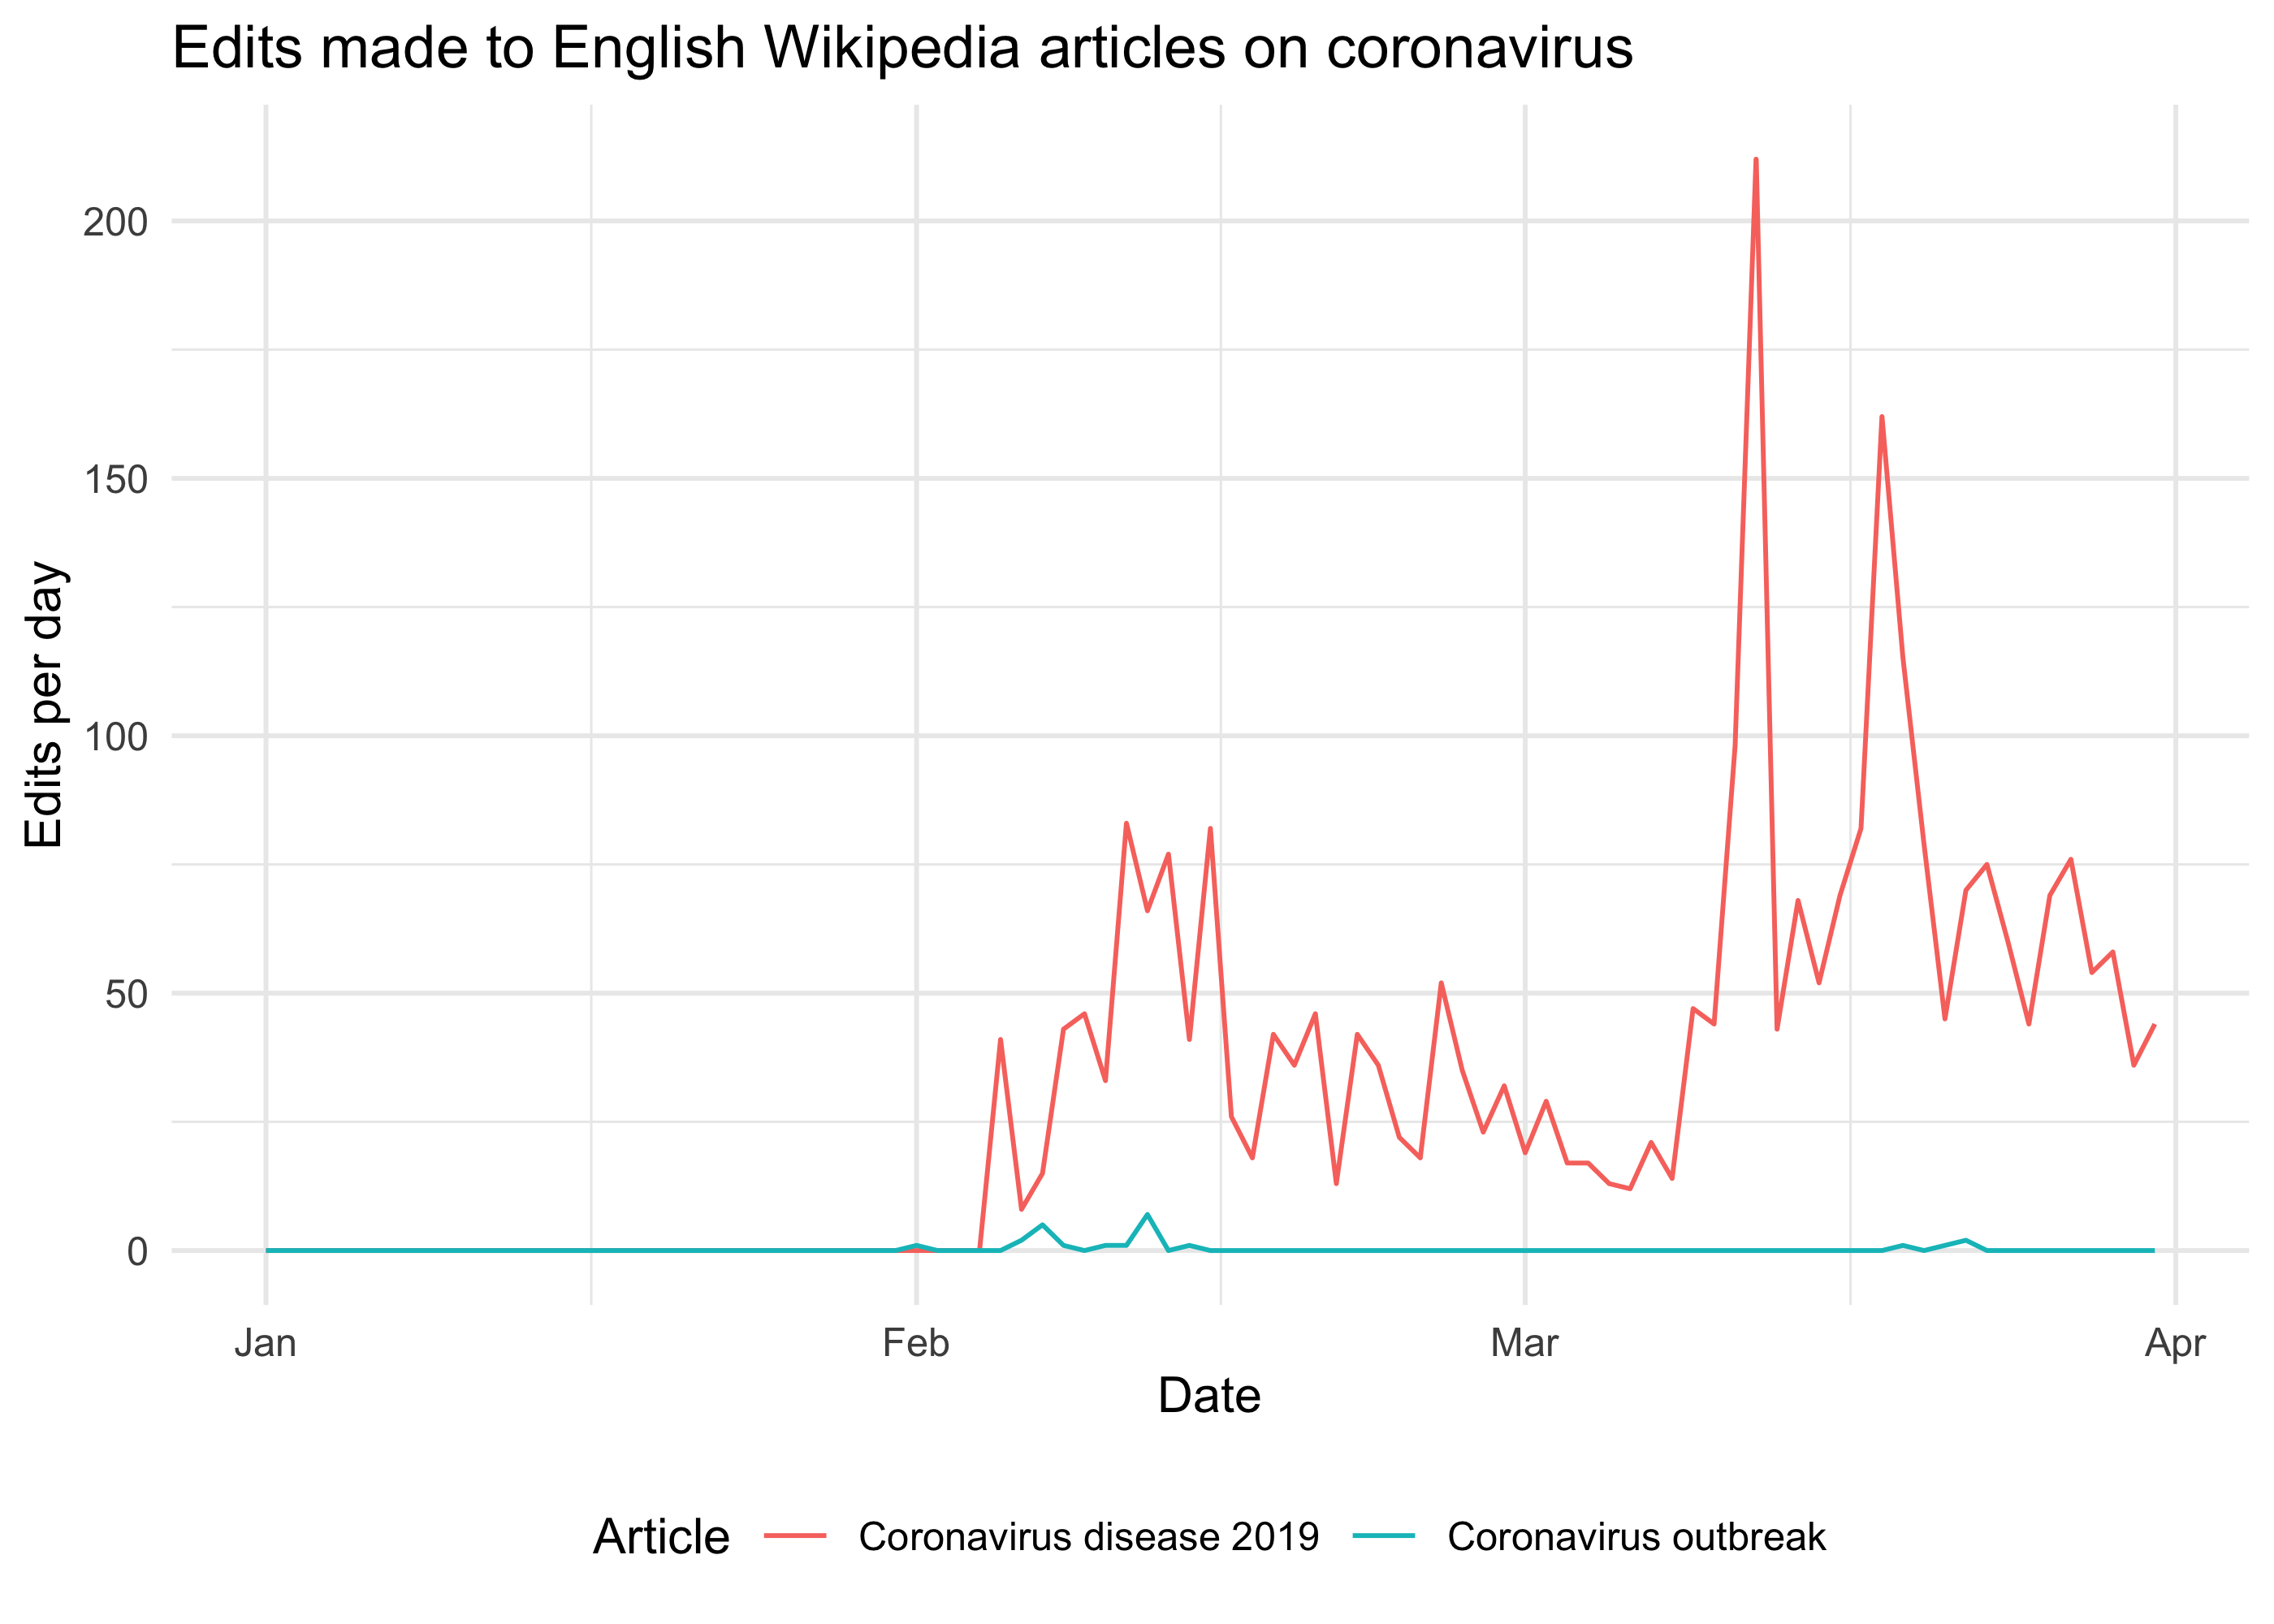 Edits made to English Wikipedia articles on coronavirus
200
150
100
50
0
Edits per day
Jan Feb Mar Apr
Date
Article Coronavirus disease 2019 Coronavirus outbreak